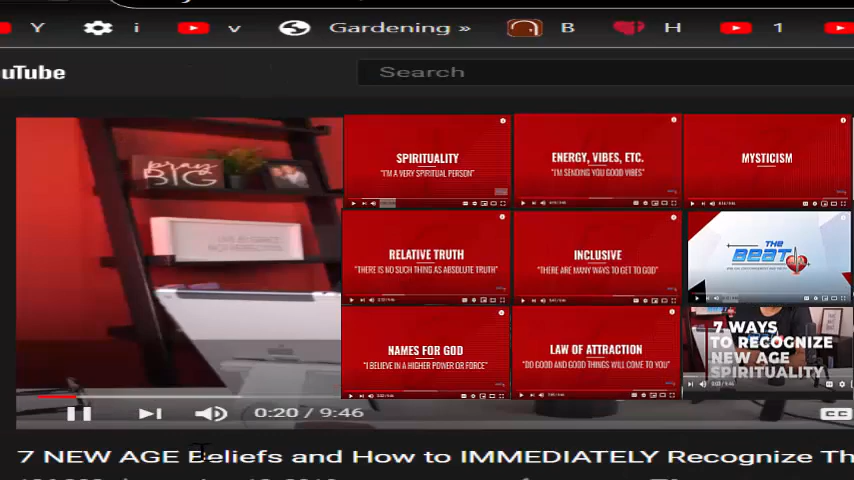 Y i v Gardening » B H 1
uTube Search
pray
BIG
SPIRITUALITY
"I'M A VERY SPIRITUAL PERSON"
ENERGY, VIBES, ETC.
"I'M SENDING YOU GOOD VIBES"
MYSTICISM
RELATIVE TRUTH
"THERE IS NO SUCH THING AS ABSOLUTE TRUTH"
INCLUSIVE
"THERE ARE MANY WAYS TO GET TO GOD"
THE
BEAT
NAMES FOR GOD
"I BELIEVE IN A HIGHER POWER OR FORCE"
LAW OF ATTRACTION
"DO GOOD AND GOOD THINGS WILL COME TO YOU"
7 WAYS
TO RECOGNIZE
NEW AGE
SPIRITUALITY
0:20 / 9:46
CC
7 NEW AGE Beliefs and How to IMMEDIATELY Recognize Th